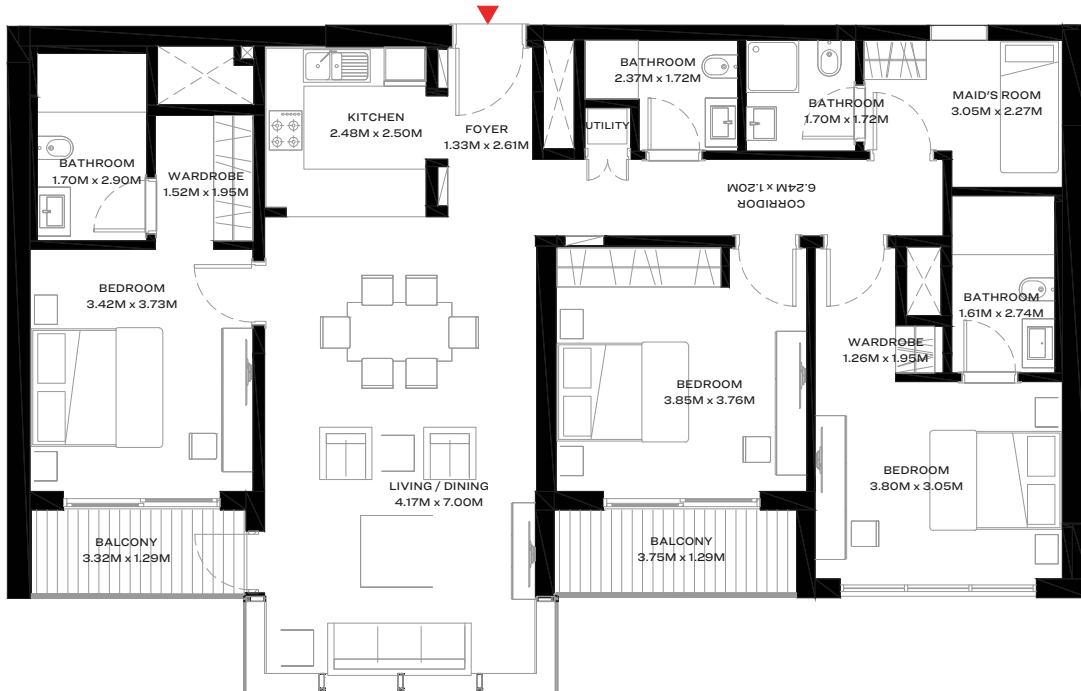 BATHROOM
2.37M x 1.72M
BATHROOM
1.70M x 1.72M
MAID'S ROOM
3.05M x 2.27M
KITCHEN
2.48M x 2.50M
FOYER
1.33M x 2.61M
UTILITY
BATHROOM
1.70M x 2.90M
WARDROBE
1.52M x 1.95M
CORRIDOR
6.24M x 1.20M
BEDROOM
3.42M x 3.73M
BATHROOM
1.61M x 2.74M
WARDROBE
1.26M x 1.95M
BEDROOM
3.85M x 3.76M
BEDROOM
3.80M x 3.05M
LIVING / DINING
4.17M x 7.00M
BALCONY
3.32M x 1.29M
BALCONY
3.75M x 1.29M